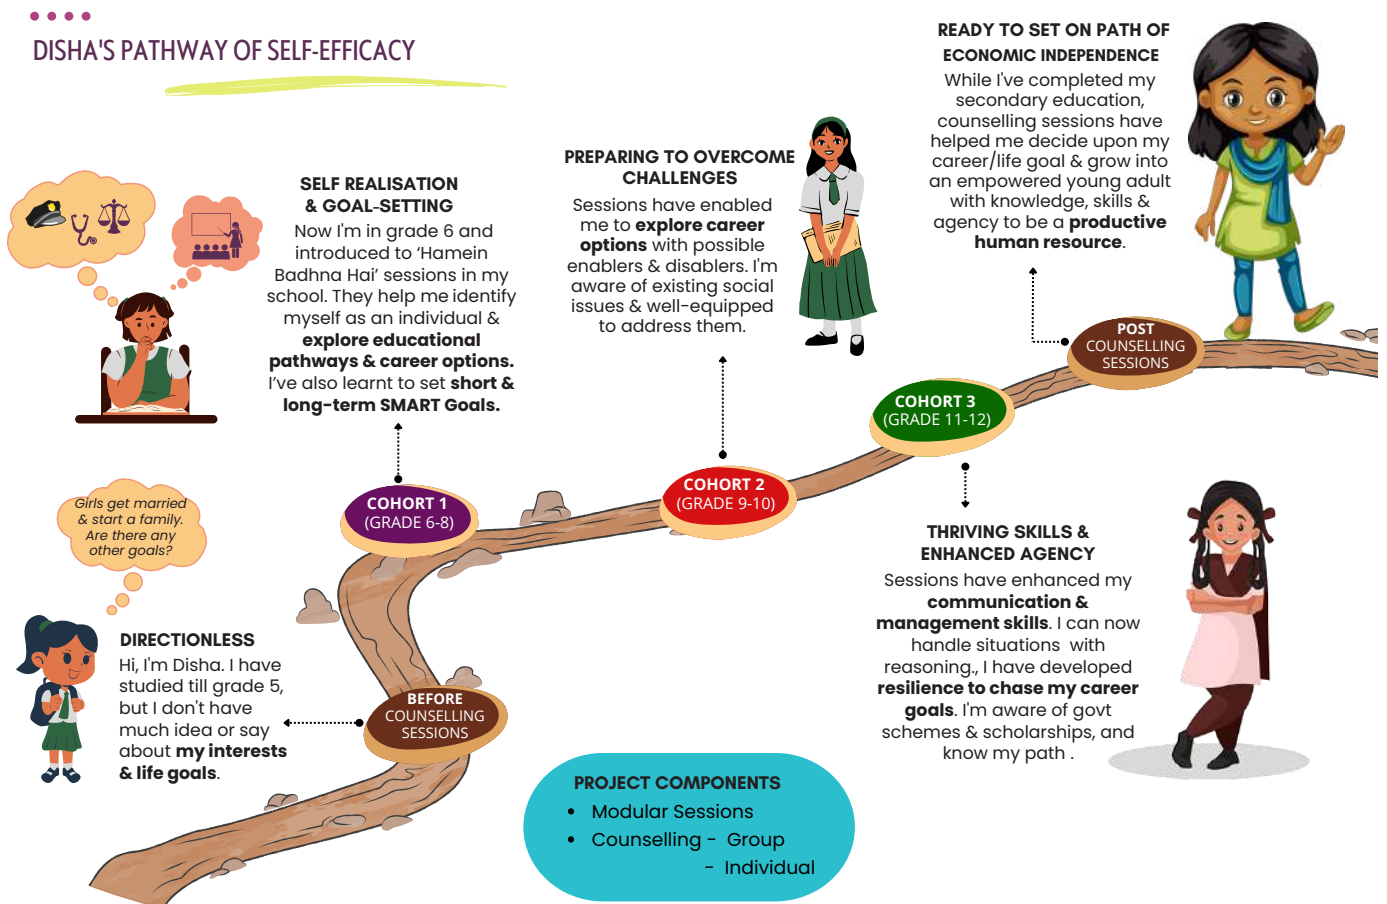 DISHA'S PATHWAY OF SELF-EFFICACY
READY TO SET ON PATH OF
ECONOMIC INDEPENDENCE
While I've completed my
secondary education,
counselling sessions have
helped me decide upon my
career/life goal & grow into
an empowered young adult
with knowledge, skills &
agency to be a productive
human resource.
PREPARING TO OVERCOME
CHALLENGES
Sessions have enabled
me to explore career
options with possible
enablers & disablers. I'm
aware of existing social
issues & well-equipped
to address them.
SELF REALISATION
& GOAL-SETTING
Now I'm in grade 6 and
introduced to ‘Hamein
Badhna Hai’ sessions in my
school. They help me identify
myself as an individual &
explore educational
pathways & career options.
I’ve also learnt to set short &
long-term SMART Goals.
POST
COUNSELLING
SESSIONS
COHORT 3
(GRADE 11-12)
COHORT 2
(GRADE 9-10)
COHORT 1
(GRADE 6-8)
Girls get married
& start a family.
Are there any
other goals?
THRIVING SKILLS &
ENHANCED AGENCY
Sessions have enhanced my
communication &
management skills. I can now
handle situations with
reasoning., I have developed
resilience to chase my career
goals. I'm aware of govt
schemes & scholarships, and
know my path .
DIRECTIONLESS
Hi, I'm Disha. I have
studied till grade 5,
but I don't have
much idea or say
about my interests
& life goals.
BEFORE
COUNSELLING
SESSIONS
PROJECT COMPONENTS
• Modular Sessions
• Counselling - Group
- Individual